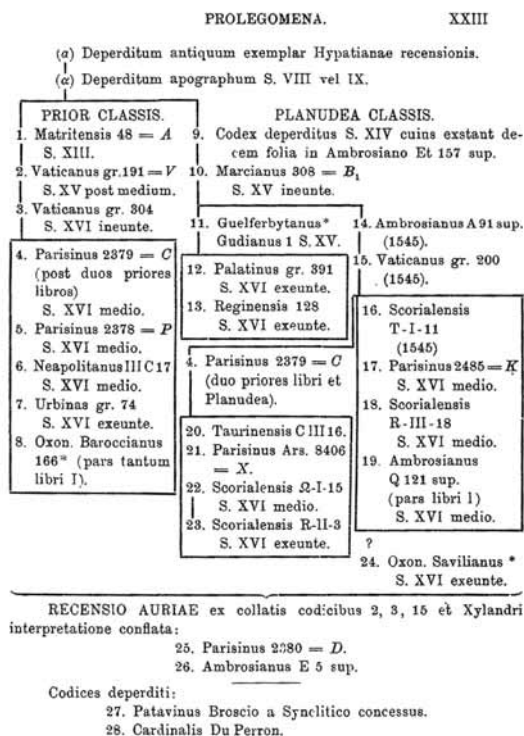 PROLEGOMENA. XXIII
(a) Deperditum antiquum exemplar Hypatianae recensionis.
(α) Deperditum apographum S. VIII vel IX.
PRIOR CLASSIS.
1. Matritensis 48 = A
S. XIII.
2. Vaticanus gr. 191 = V
S. XV post medium.
3. Vaticanus gr. 304
S. XVI ineunte.
4. Parisinus 2379 = C
(post duos priores
libros)
S. XVI medio.
5. Parisinus 2378 = P
S. XVI medio.
6. Neapolitanus III C 17
S. XVI medio.
7. Urbinas gr. 74
S. XVI exeunte.
8. Oxon. Baroccianus
166* (pars tantum
libri I).
PLANUDEA CLASSIS.
9. Codex deperditus S. XIV cuius exstant de-
cem folia in Ambrosiano Et 157 sup.
10. Marcianus 308 = B₁
S. XV ineunte.
11. Guelferbytanus*
Gudianus 1 S. XV.
12. Palatinus gr. 391
S. XVI exeunte.
13. Reginensis 128
S. XVI exeunte.
4. Parisinus 2379 = C
(duo priores libri et
Planudea).
20. Taurinensis C III 16.
21. Parisinus Ars. 8406
= X.
22. Scorialensis Ω-I-15
S. XVI medio.
23. Scorialensis R-II-3
S. XVI exeunte.
14. Ambrosianus A 91 sup.
(1545).
15. Vaticanus gr. 200
(1545).
16. Scorialensis
T-I-11
(1545)
17. Parisinus 2485 = K
S. XVI medio.
18. Scorialensis
R-III-18
S. XVI medio.
19. Ambrosianus
Q 121 sup.
(pars libri I)
S. XVI medio.
?
24. Oxon. Savilianus *
S. XVI exeunte.
RECENSIO AURIAE ex collatis codicibus 2, 3, 15 et Xylandri
interpretatione conflata:
25. Parisinus 2380 = D.
26. Ambrosianus E 5 sup.
Codices deperditi:
27. Patavinus Broscio a Synclitico concessus.
28. Cardinalis Du Perron.